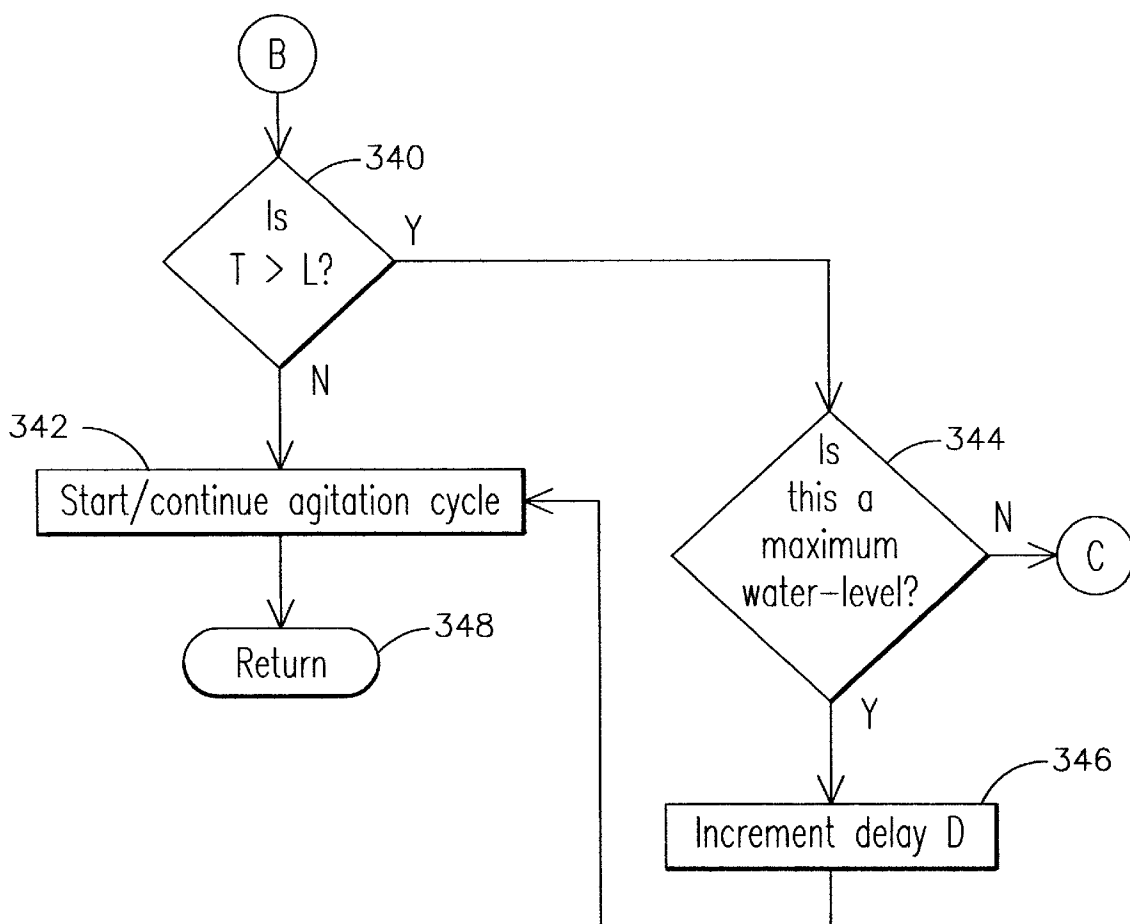 B
340
Is
T > L?
Y
N
342
Start/continue agitation cycle
348
Return
344
Is
this a
maximum
water-level?
N
C
Y
346
Increment delay D